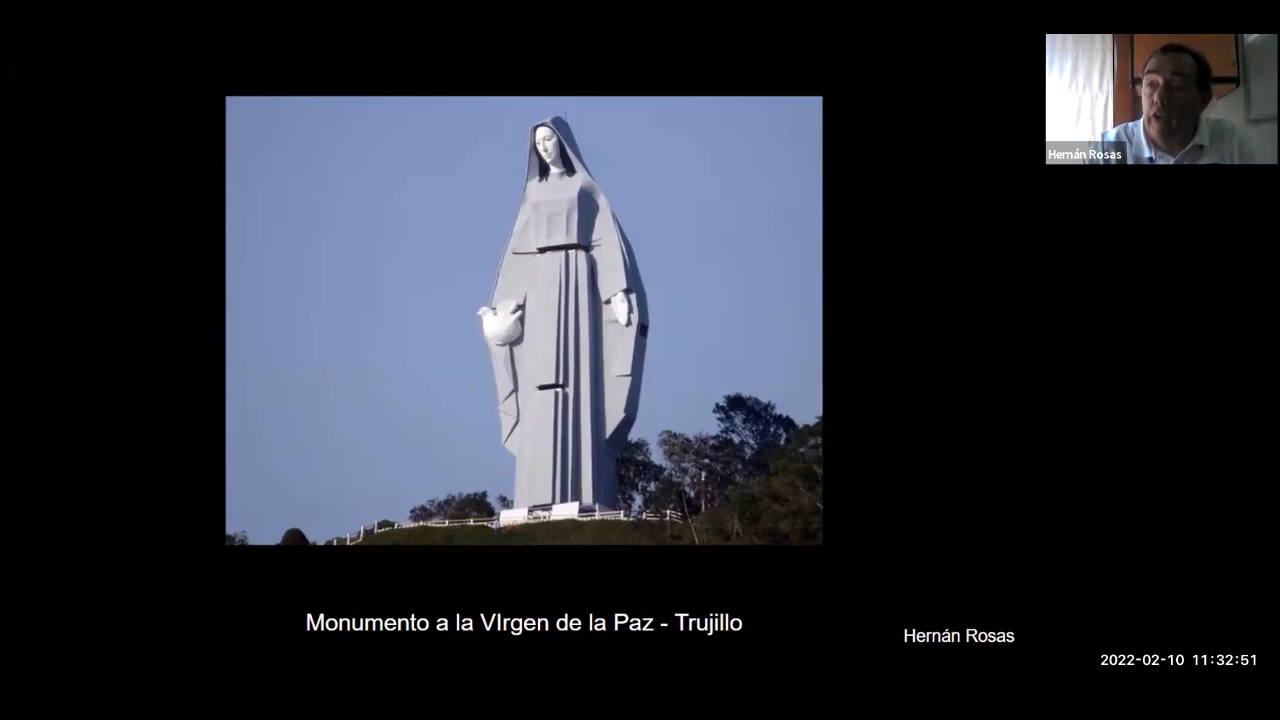 Hernán Rosas
Monumento a la VIrgen de la Paz - Trujillo
Hernán Rosas
2022-02-10 11:32:51